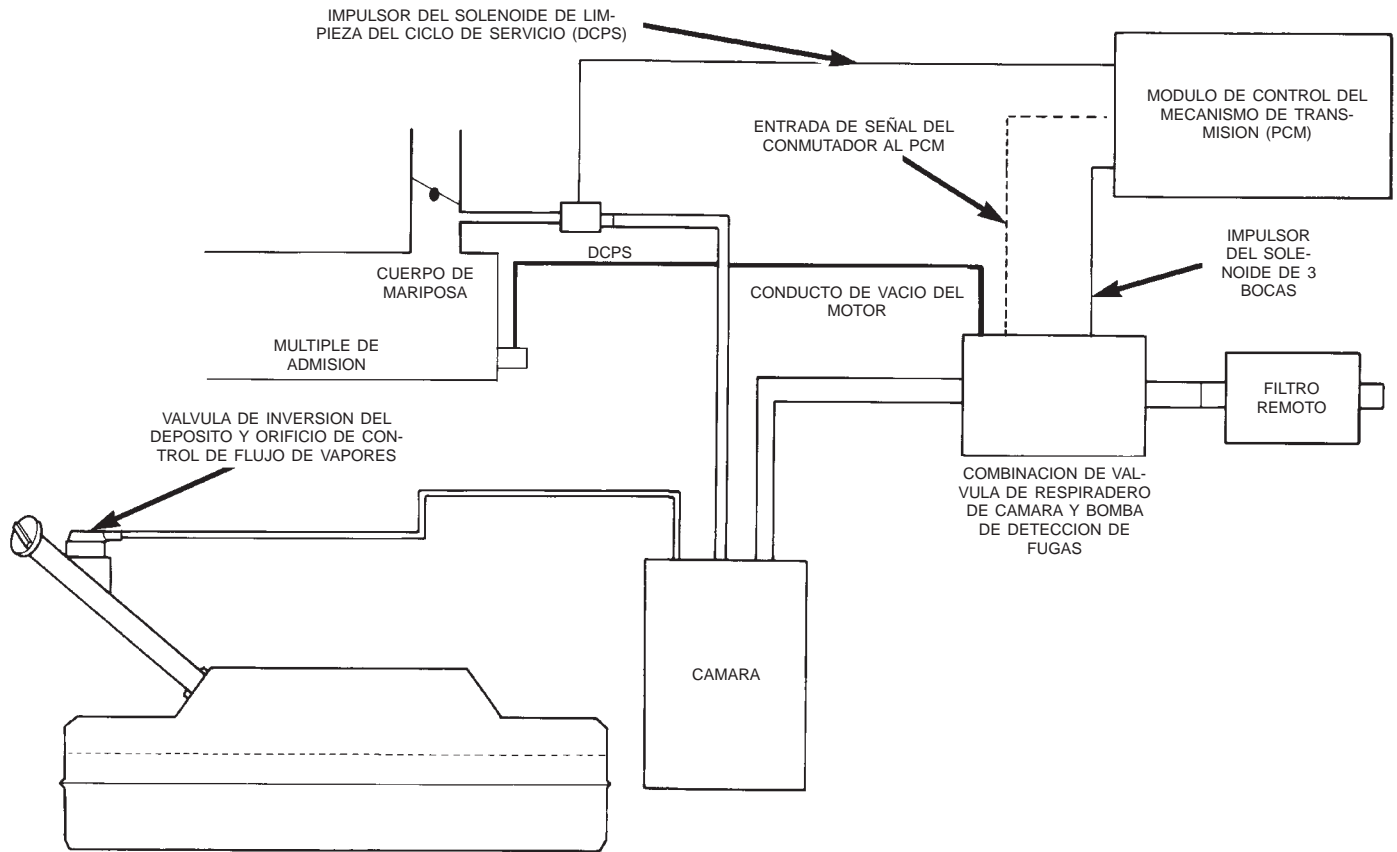 IMPULSOR DEL SOLENOIDE DE LIM-
PIEZA DEL CICLO DE SERVICIO (DCPS)
MODULO DE CONTROL DEL
MECANISMO DE TRANS-
MISION (PCM)
ENTRADA DE SEÑAL DEL
CONMUTADOR AL PCM
IMPULSOR
DEL SOLE-
NOIDE DE 3
BOCAS
DCPS
CUERPO DE
MARIPOSA
CONDUCTO DE VACIO DEL
MOTOR
MULTIPLE DE
ADMISION
FILTRO
REMOTO
VALVULA DE INVERSION DEL
DEPOSITO Y ORIFICIO DE CON-
TROL DE FLUJO DE VAPORES
COMBINACION DE VAL-
VULA DE RESPIRADERO
DE CAMARA Y BOMBA
DE DETECCION DE
FUGAS
CAMARA